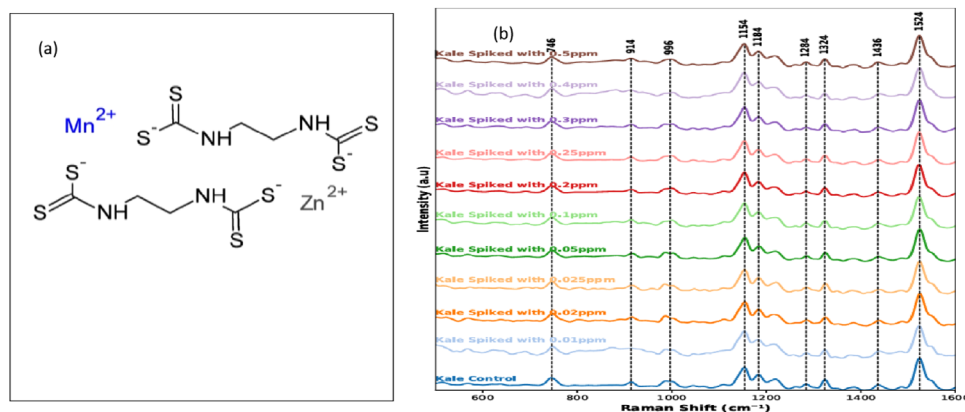 (a)
S
S
Mn2+
S-
N
H
NH
S
S-
S-
S
NH
N
H
S-
S
Zn2+
(b)
746
914
996
1154
1184
1284
1324
1436
1524
Kale Spiked with 0.5ppm
Kale Spiked with 0.4ppm
Kale Spiked with 0.3ppm
Kale Spiked with 0.25ppm
Kale Spiked with 0.2ppm
Kale Spiked with 0.1ppm
Kale Spiked with 0.05ppm
Kale Spiked with 0.025ppm
Kale Spiked with 0.02ppm
Kale Spiked with 0.01ppm
Kale Control
Intensity (a.u)
600
800
1000
1200
1400
1600
Raman Shift (cm⁻¹)